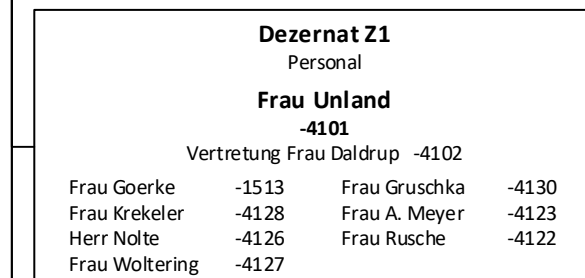 Dezernat Z1
Personal
Frau Unland
-4101
Vertretung Frau Daldrup -4102
Frau Goerke -1513 Frau Gruschka -4130
Frau Krekeler -4128 Frau A. Meyer -4123
Herr Nolte -4126 Frau Rusche -4122
Frau Woltering -4127